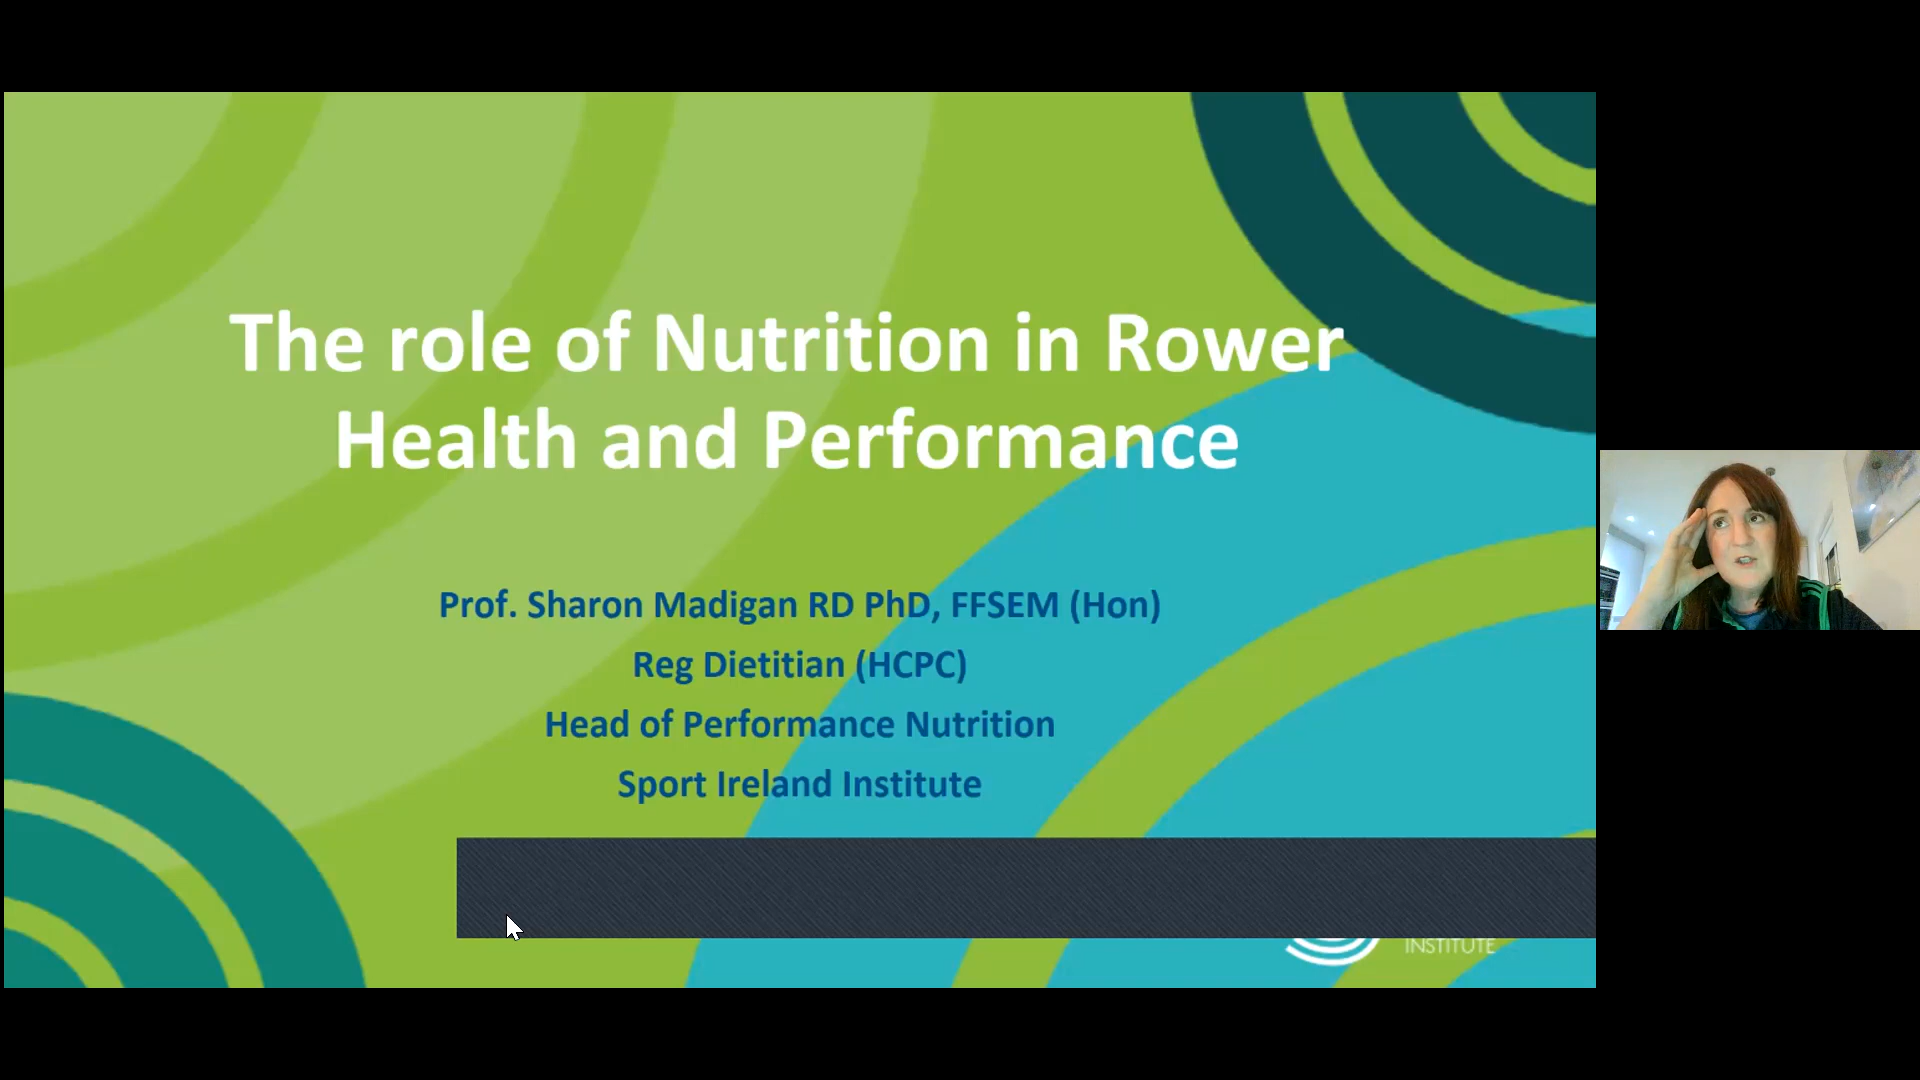 The role of Nutrition in Rower
Health and Performance
Prof. Sharon Madigan RD PhD, FFSEM (Hon)
Reg Dietitian (HCPC)
Head of Performance Nutrition
Sport Ireland Institute
INSTITUTE